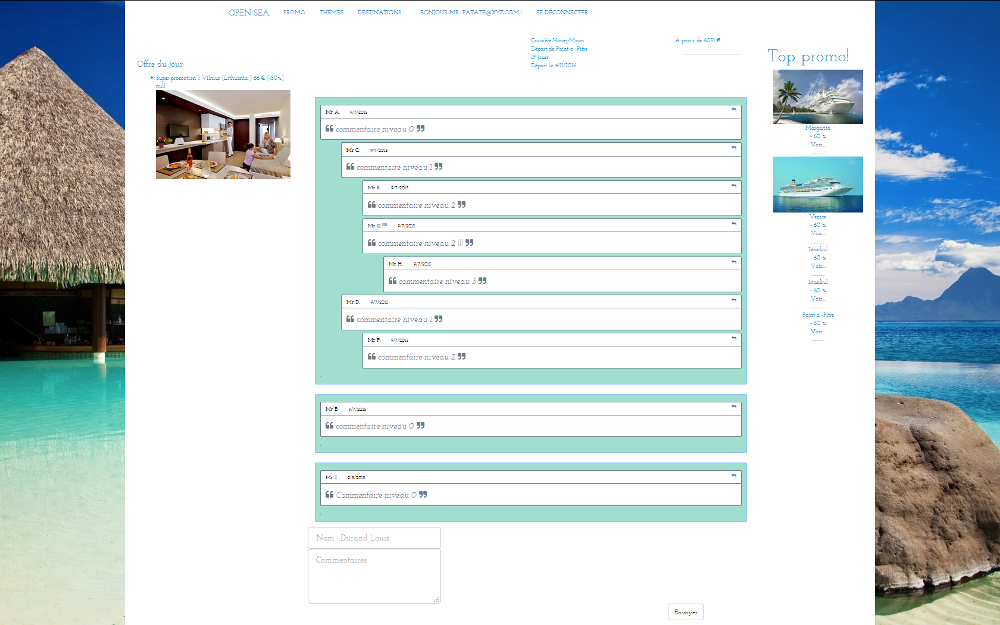 OPEN SEA PROMO THEMES DESTINATIONS BONJOUR MR_PATATE@XYZ.COM ! SE DÉCONNECTER
Croisière HoneyMoon
Départ de Point-a -Pitre
19 jours
Départ le 4/11/2016
À partir de 6051 €
Offre du jour
Super promotion Vilnius (Lithuania ) 66 € (-50%)
null
Mr A. 9/7/2015
commentaire niveau 0
Mr C. 9/7/2015
commentaire niveau 1
Mr E. 9/7/2015
commentaire niveau 2
Mr. G !!!! 9/7/2015
commentaire niveau 2 !!!
Mr H. 9/7/2015
commentaire niveau 3
Mr D. 9/7/2015
commentaire niveau 1
Mr F. 9/7/2015
commentaire niveau 2
Mr B. 9/7/2015
commentaire niveau 0
Mr. I 9/8/2015
Commentaire niveau 0
Nom : Durand Louis
Commentaires
Envoyer
Top promo!
Margarita
- 60 %
Voir...
Venice
- 60 %
Voir...
Istanbul
- 60 %
Voir...
Istanbul
- 60 %
Voir...
Point-a -Pitre
- 60 %
Voir...